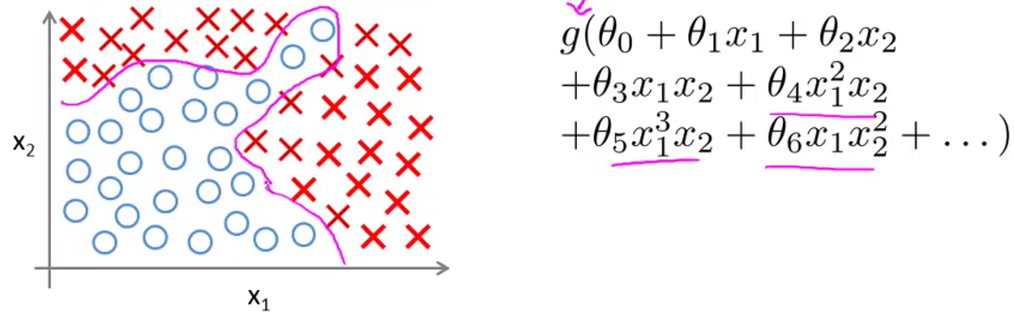 x₂
x₁
g(θ₀ + θ₁x₁ + θ₂x₂
+θ₃x₁x₂ + θ₄x₁²x₂
+θ₅x₁³x₂ + θ₆x₁x₂² + …)